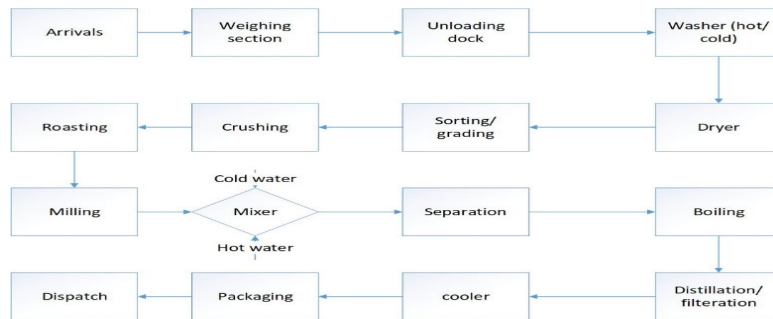 Arrivals
Weighing
section
Unloading
dock
Washer (hot/
cold)
Roasting
Crushing
Sorting/
grading
Dryer
Cold water
Milling
Mixer
Separation
Boiling
Hot water
Dispatch
Packaging
cooler
Distillation/
filteration